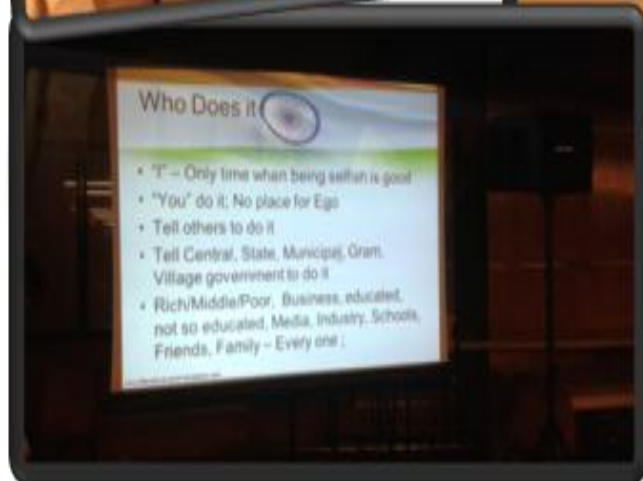 Who Does it
• "I" – Only time when being selfish is good
• "You" do it; No place for Ego
• Tell others to do it
• Tell Central, State, Municipal, Gram,
Village government to do it
• Rich/Middle/Poor, Business, educated,
not so educated, Media, Industry, Schools,
Friends, Family – Every one ;